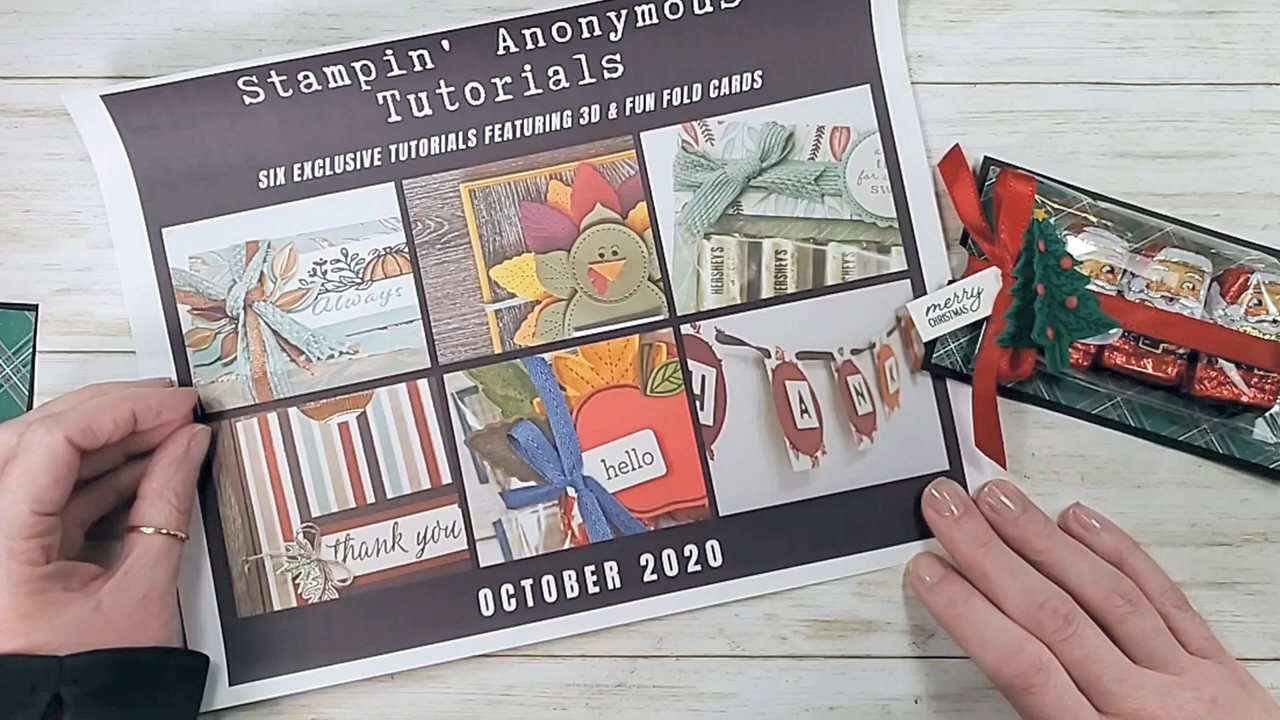 Stampin' Anonymous
Tutorials
SIX EXCLUSIVE TUTORIALS FEATURING 3D & FUN FOLD CARDS
always
HERSHEY'S
HERSHEY'S
HERSHEY'S
merry
CHRISTMAS
thank you
hello
H A N K
OCTOBER 2020